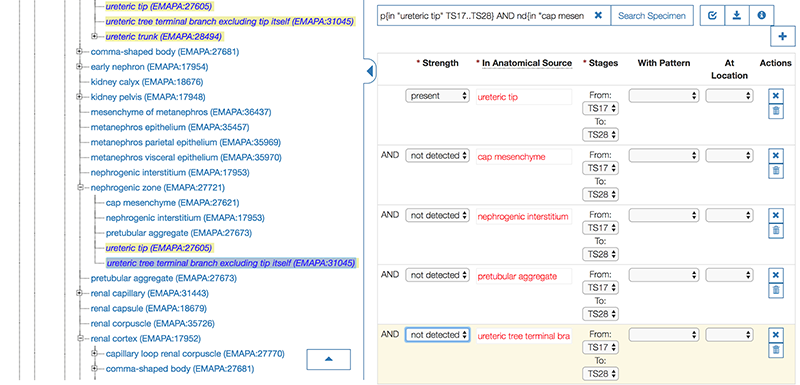 ureteric tip (EMAPA:27605)
ureteric tree terminal branch excluding tip itself (EMAPA:31045)
ureteric trunk (EMAPA:28494)
comma-shaped body (EMAPA:27681)
early nephron (EMAPA:17954)
kidney calyx (EMAPA:18676)
kidney pelvis (EMAPA:17948)
mesenchyme of metanephros (EMAPA:36437)
metanephros epithelium (EMAPA:35457)
metanephros parietal epithelium (EMAPA:35969)
metanephros visceral epithelium (EMAPA:35970)
nephrogenic interstitium (EMAPA:17953)
nephrogenic zone (EMAPA:27721)
cap mesenchyme (EMAPA:27621)
nephrogenic interstitium (EMAPA:17953)
pretubular aggregate (EMAPA:27673)
ureteric tip (EMAPA:27605)
ureteric tree terminal branch excluding tip itself (EMAPA:31045)
pretubular aggregate (EMAPA:27673)
renal capillary (EMAPA:31443)
renal capsule (EMAPA:18679)
renal corpuscle (EMAPA:35726)
renal cortex (EMAPA:17952)
capillary loop renal corpuscle (EMAPA:27770)
comma-shaped body (EMAPA:27681)
p{in "ureteric tip" TS17..TS28} AND nd{in "cap mesen
Search Specimen
* Strength * In Anatomical Source * Stages With Pattern At Location Actions
present ureteric tip From: TS17 To: TS28
AND not detected cap mesenchyme From: TS17 To: TS28
AND not detected nephrogenic interstitium From: TS17 To: TS28
AND not detected pretubular aggregate From: TS17 To: TS28
AND not detected ureteric tree terminal bra From: TS17 To: TS28